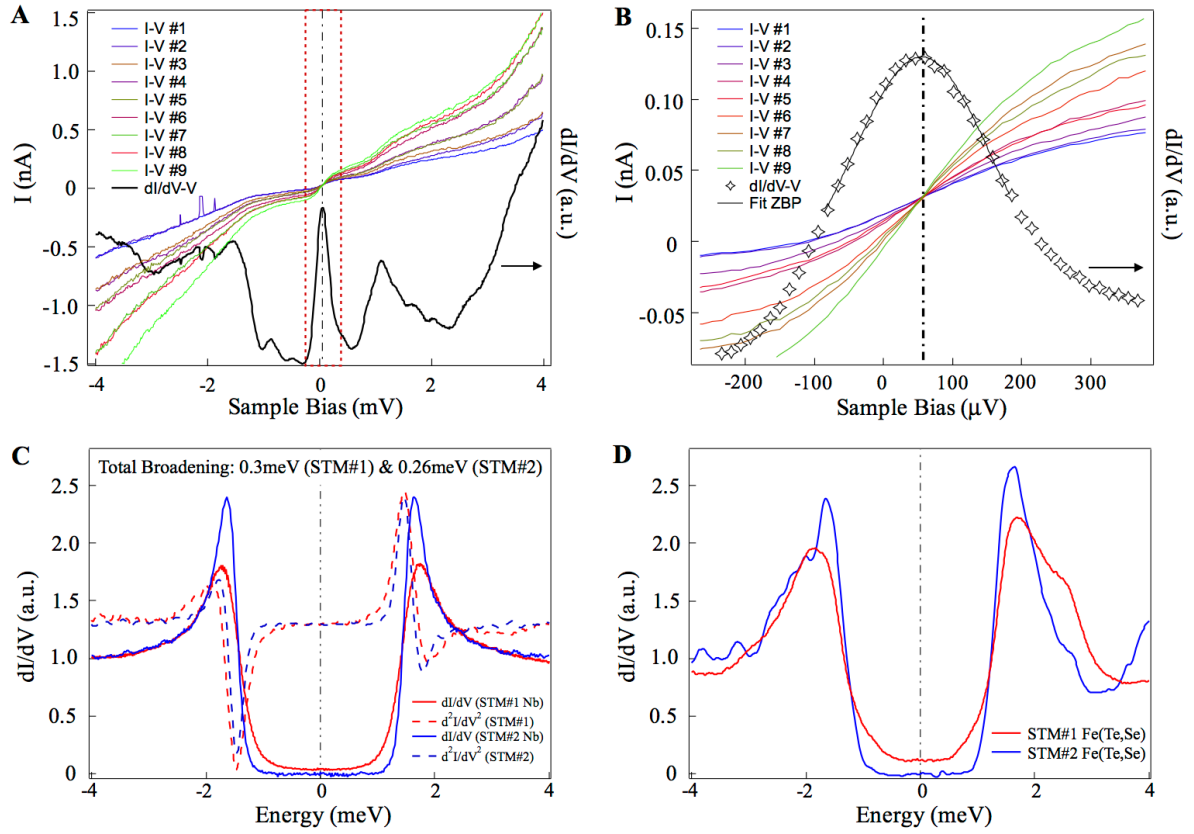 A
I-V #1
I-V #2
I-V #3
I-V #4
I-V #5
I-V #6
I-V #7
I-V #8
I-V #9
dI/dV-V
1.5
1.0
0.5
0
-0.5
-1.0
-1.5
I (nA)
dI/dV (a.u.)
-4
-2
0
2
4
Sample Bias (mV)
B
I-V #1
I-V #2
I-V #3
I-V #4
I-V #5
I-V #6
I-V #7
I-V #8
I-V #9
dI/dV-V
Fit ZBP
0.15
0.10
0.05
0
-0.05
I (nA)
dI/dV (a.u.)
-200
-100
0
100
200
300
Sample Bias (μV)
C
Total Broadening: 0.3meV (STM#1) & 0.26meV (STM#2)
2.5
2.0
1.5
1.0
0.5
0
dI/dV (a.u.)
dI/dV (STM#1 Nb)
d²I/dV² (STM#1)
dI/dV (STM#2 Nb)
d²I/dV² (STM#2)
-4
-2
0
2
4
Energy (meV)
D
2.5
2.0
1.5
1.0
0.5
0
dI/dV (a.u.)
STM#1 Fe(Te,Se)
STM#2 Fe(Te,Se)
-4
-2
0
2
4
Energy (meV)